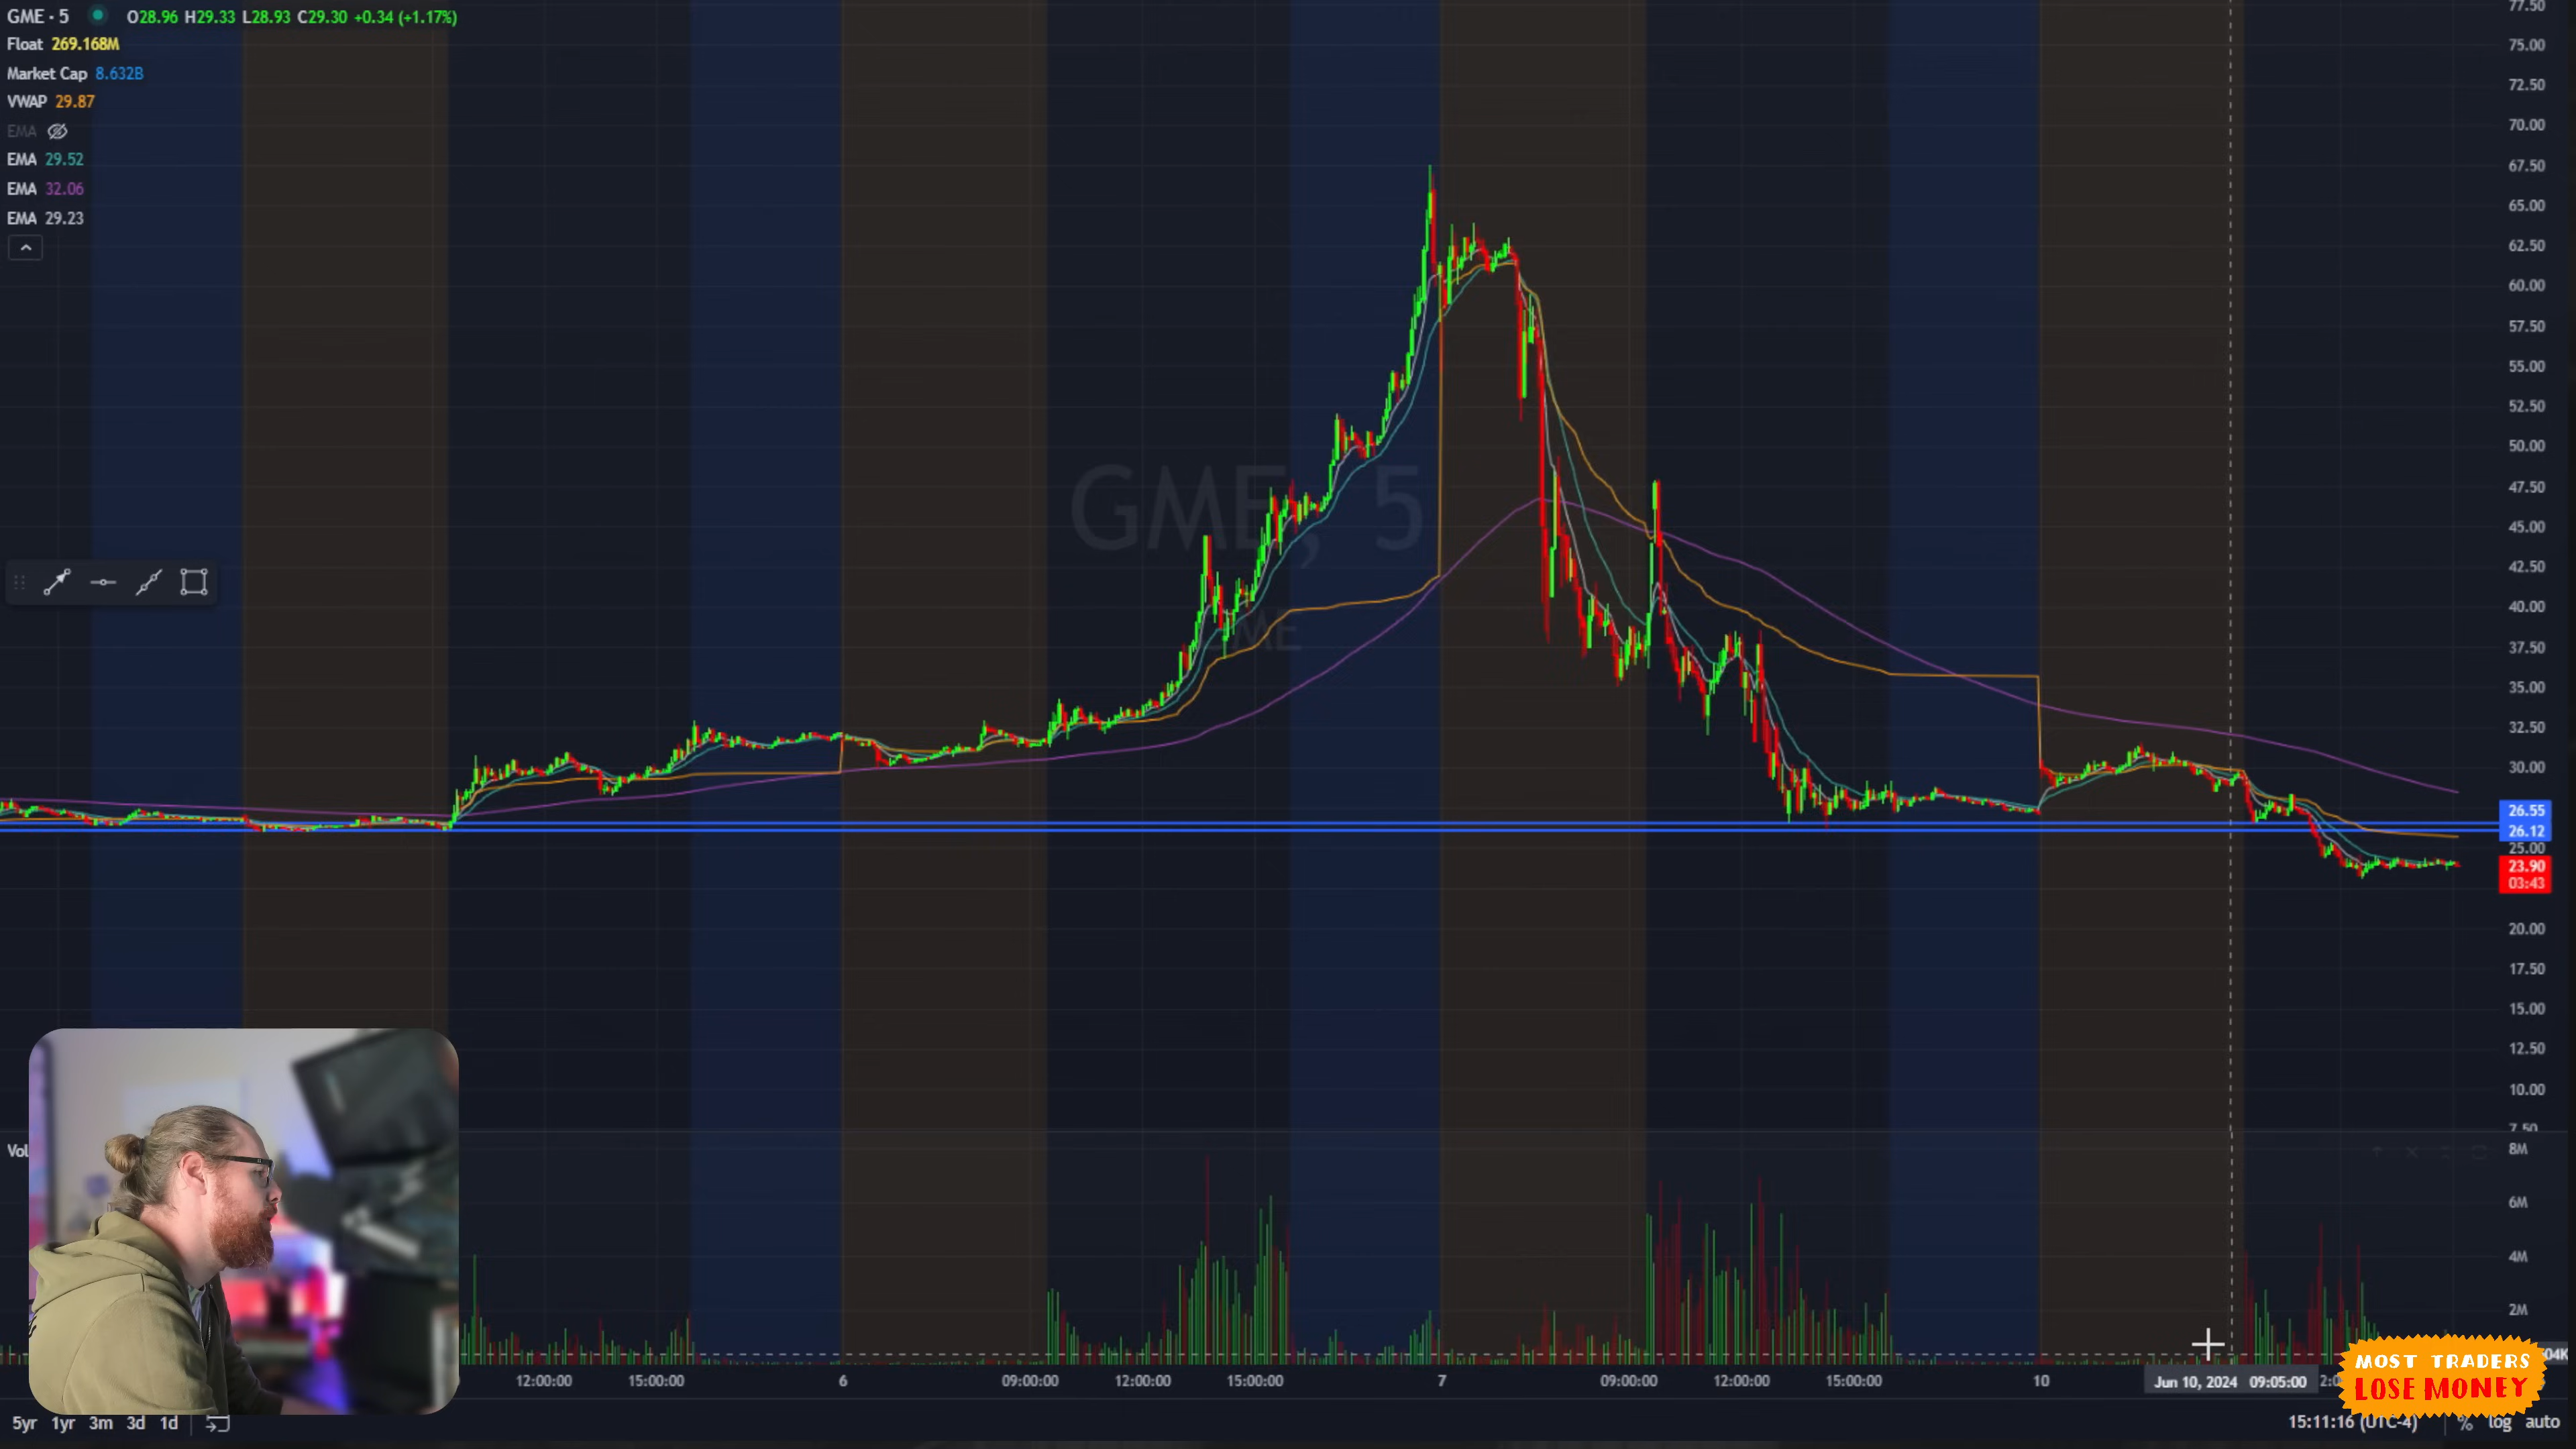 GME · 5 O28.96 H29.33 L28.93 C29.30 +0.34 (+1.17%)
Float 269.168M
Market Cap 8.632B
VWAP 29.87
EMA
EMA 29.52
EMA 32.06
EMA 29.23
GME, 5
GME
77.50
75.00
72.50
70.00
67.50
65.00
62.50
60.00
57.50
55.00
52.50
50.00
47.50
45.00
42.50
40.00
37.50
35.00
32.50
30.00
26.55
26.12
25.00
23.90
03:43
20.00
17.50
15.00
12.50
10.00
7.50
Vol
8M
6M
4M
2M
04K
12:00:00 15:00:00 6 09:00:00 12:00:00 15:00:00 7 09:00:00 12:00:00 15:00:00 10 Jun 10, 2024 09:05:00
MOST TRADERS
LOSE MONEY
5yr 1yr 3m 3d 1d 15:11:16 (UTC-4) % log auto